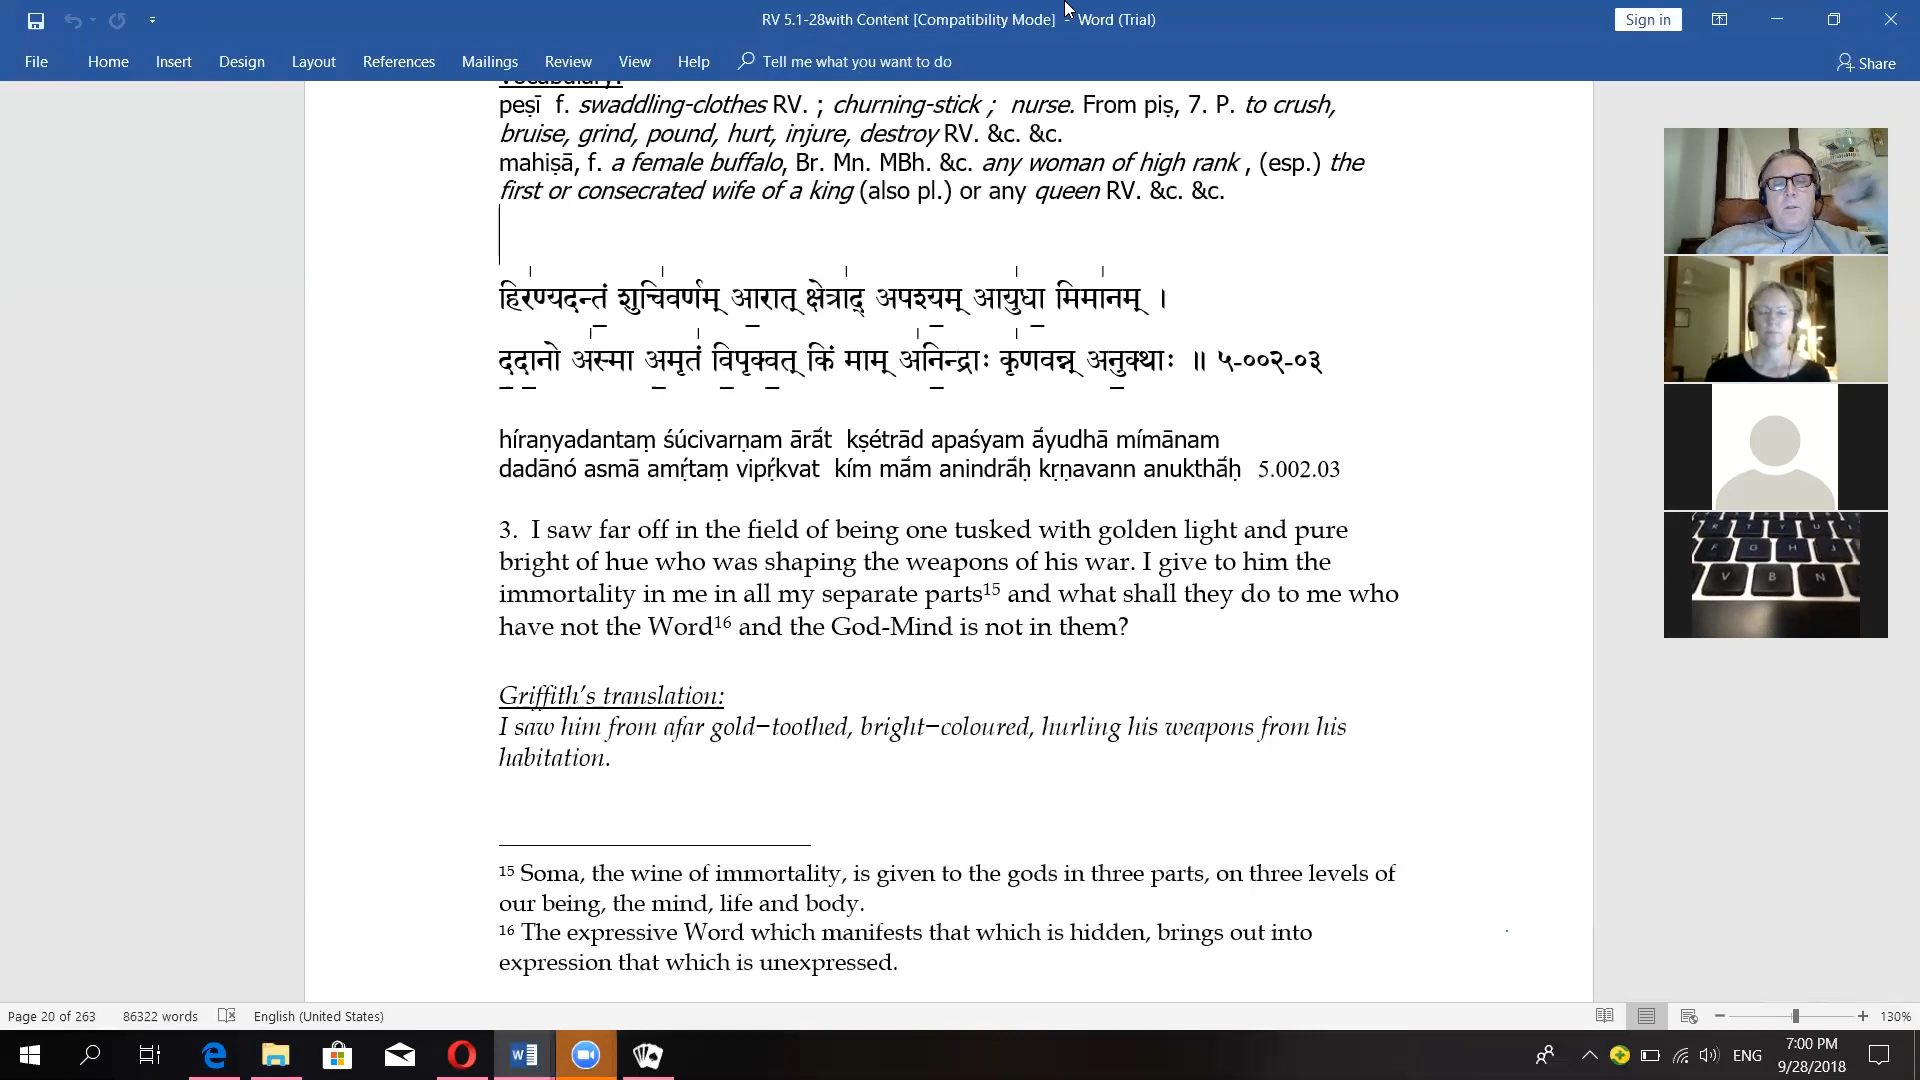 RV 5.1-28with Content [Compatibility Mode] - Word (Trial)
Sign in
File Home Insert Design Layout References Mailings Review View Help Tell me what you want to do
Share
Vocabulary:
peṣī f. swaddling-clothes RV. ; churning-stick ; nurse. From piṣ, 7. P. to crush,
bruise, grind, pound, hurt, injure, destroy RV. &c. &c.
mahiṣā, f. a female buffalo, Br. Mn. MBh. &c. any woman of high rank , (esp.) the
first or consecrated wife of a king (also pl.) or any queen RV. &c. &c.
हि॑रण्यदन्तं॒ शु॑चिवर्णम् आ॒रात् क्षे॑त्राद् अप॒श्यम् आ॑युधा॒ मि॑मानम् ।
द॒दा॒नो अ॑स्मा अ॒मृ॑तं वि॒पृक्व॒त् किं माम् अ॒नि॑न्द्राः कृ॑णवन्न् अनु॒क्थाः ॥ ५-००२-०३
híraṇyadantaṃ śúcivarṇam ārā́t kṣétrād apaśyam ā́yudhā mímānam
dadānó asmā amṛ́taṃ vipṛ́kvat kím mā́m anindrā́ḥ kṛṇavann anukthā́ḥ 5.002.03
3. I saw far off in the field of being one tusked with golden light and pure
bright of hue who was shaping the weapons of his war. I give to him the
immortality in me in all my separate parts15 and what shall they do to me who
have not the Word16 and the God-Mind is not in them?
Griffith's translation:
I saw him from afar gold−toothed, bright−coloured, hurling his weapons from his
habitation.
15 Soma, the wine of immortality, is given to the gods in three parts, on three levels of
our being, the mind, life and body.
16 The expressive Word which manifests that which is hidden, brings out into
expression that which is unexpressed.
Page 20 of 263 86322 words English (United States) 130%
ENG
7:00 PM
9/28/2018